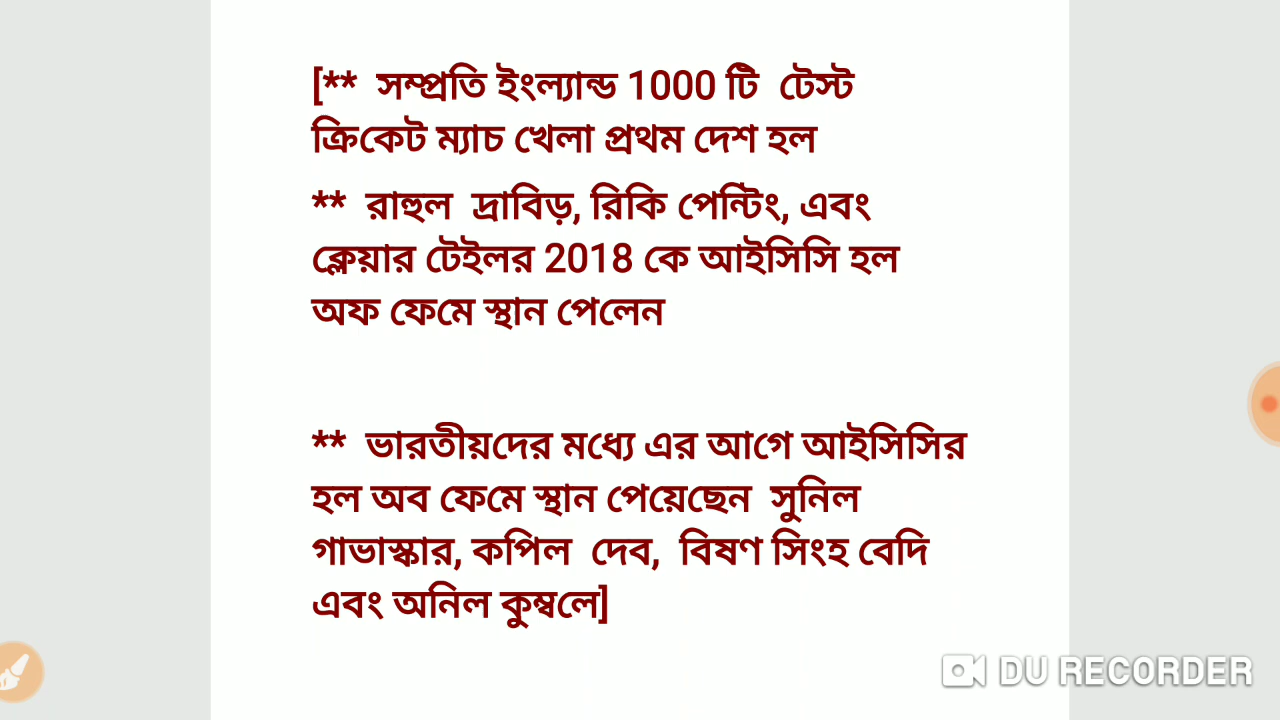 [** সম্প্রতি ইংল্যান্ড 1000 টি টেস্ট
ক্রিকেট ম্যাচ খেলা প্রথম দেশ হল
** রাহুল দ্রাবিড়, রিকি পেন্টিং, এবং
ক্লেয়ার টেইলর 2018 কে আইসিসি হল
অফ ফেমে স্থান পেলেন
** ভারতীয়দের মধ্যে এর আগে আইসিসির
হল অব ফেমে স্থান পেয়েছেন সুনিল
গাভাস্কার, কপিল দেব, বিষণ সিংহ বেদি
এবং অনিল কুম্বলে]
DU RECORDER